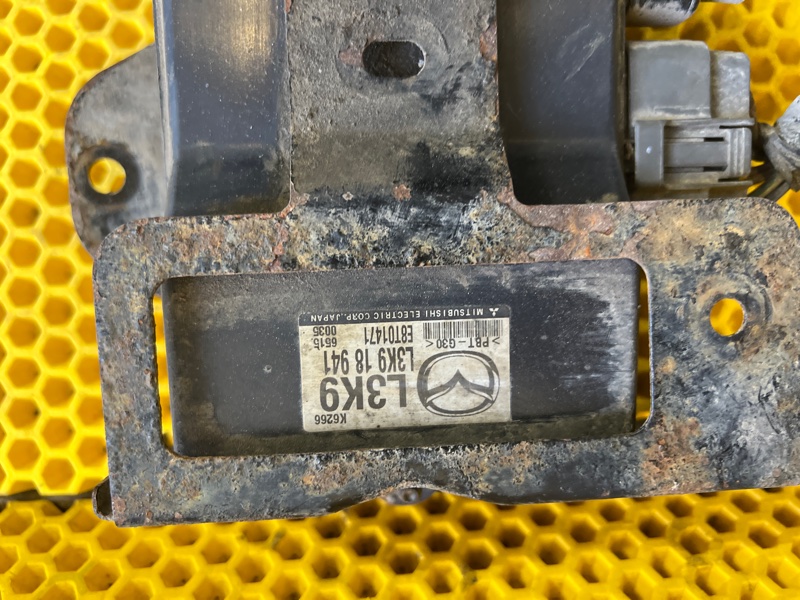 K6266
L3K9
L3K9 18 941
E8T01471
6615
0035
>PBT-G30<
MITSUBISHI ELECTRIC CORP. JAPAN